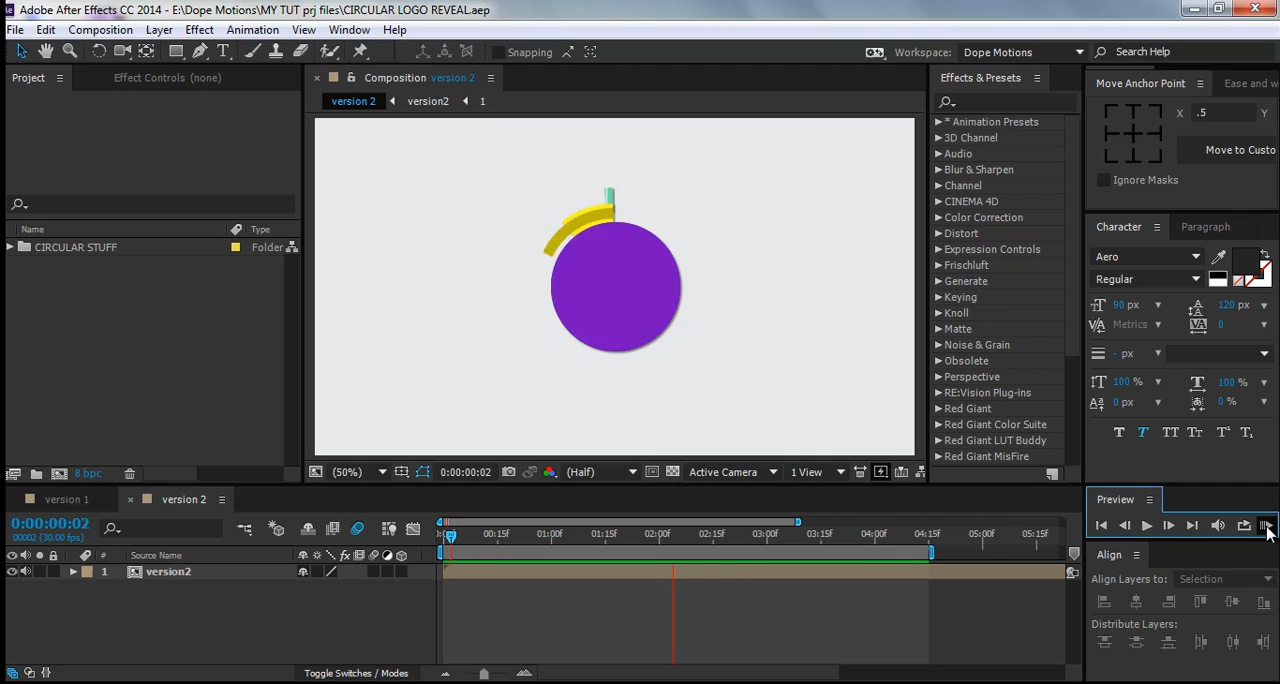 Adobe After Effects CC 2014 - E:\Dope Motions\MY TUT prj files\CIRCULAR LOGO REVEAL.aep
File Edit Composition Layer Effect Animation View Window Help
Snapping
Workspace: Dope Motions
Search Help
Project
Effect Controls (none)
Composition version 2
version 2 version2 1
Name Type
CIRCULAR STUFF Folder
8 bpc
(50%) 0:00:00:02 (Half) Active Camera 1 View
Effects & Presets
* Animation Presets
3D Channel
Audio
Blur & Sharpen
Channel
CINEMA 4D
Color Correction
Distort
Expression Controls
Frischluft
Generate
Keying
Knoll
Matte
Noise & Grain
Obsolete
Perspective
RE:Vision Plug-ins
Red Giant
Red Giant Color Suite
Red Giant LUT Buddy
Red Giant MisFire
Move Anchor Point Ease and w
X .5 Y
Move to Custo
Ignore Masks
Character Paragraph
Aero
Regular
90 px 120 px
Metrics 0
- px
100 % 100 %
0 px 0 %
T T TT Tt T¹ T₁
Preview
Align
Align Layers to: Selection
Distribute Layers:
version 1 version 2
0:00:00:02
00002 (30.00 fps)
00:15f 01:00f 01:15f 02:00f 02:15f 03:00f 03:15f 04:00f 04:15f 05:00f 05:15f
# Source Name
1 version2
Toggle Switches / Modes